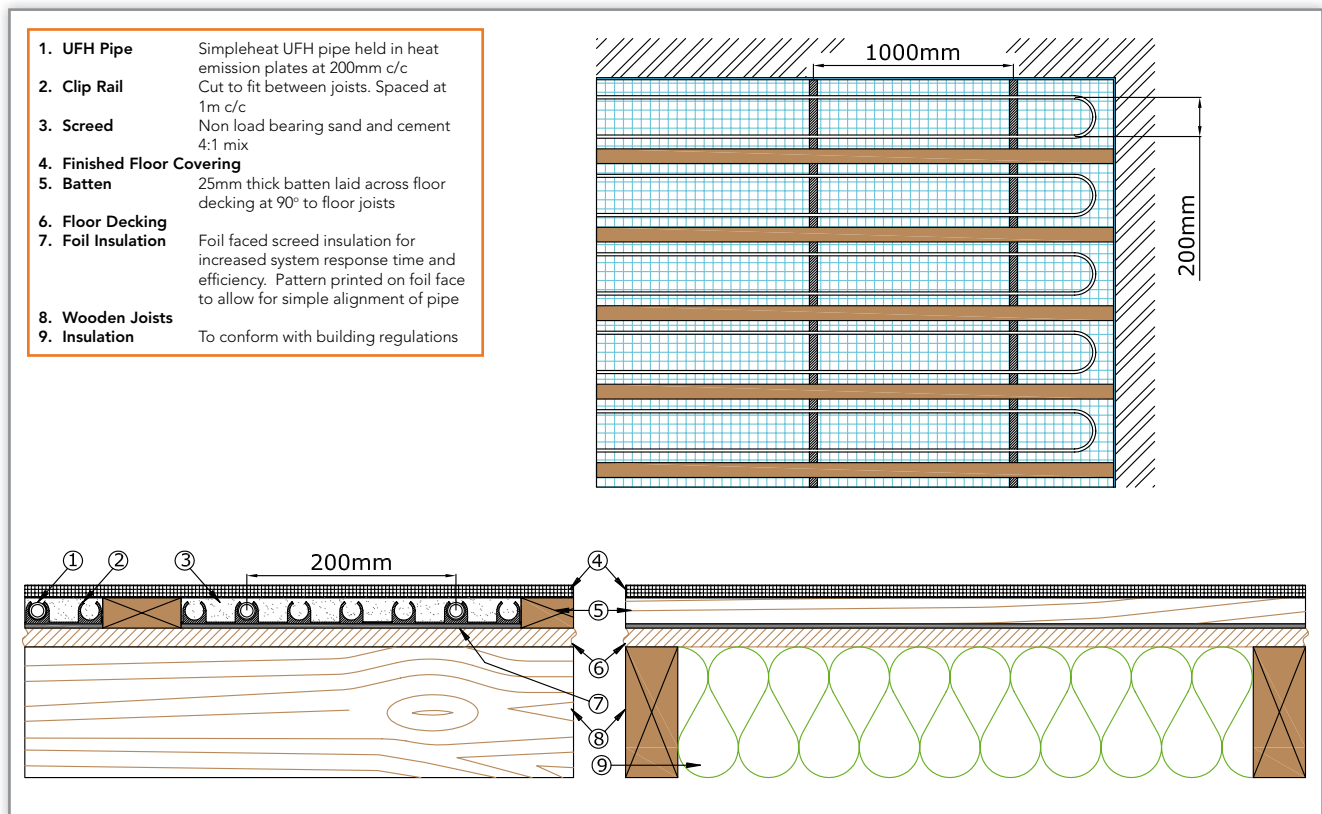 1. UFH Pipe Simpleheat UFH pipe held in heat
emission plates at 200mm c/c
2. Clip Rail Cut to fit between joists. Spaced at
1m c/c
3. Screed Non load bearing sand and cement
4:1 mix
4. Finished Floor Covering
5. Batten 25mm thick batten laid across floor
decking at 90° to floor joists
6. Floor Decking
7. Foil Insulation Foil faced screed insulation for
increased system response time and
efficiency. Pattern printed on foil face
to allow for simple alignment of pipe
8. Wooden Joists
9. Insulation To conform with building regulations
1000mm
200mm
1 2 3 200mm 4
5
6
7
8
9